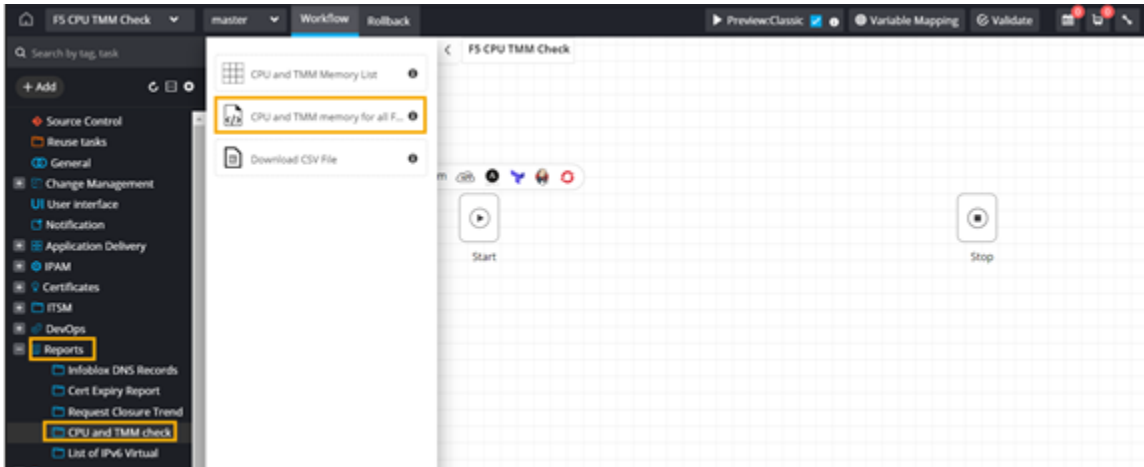 F5 CPU TMM Check
master
Workflow
Rollback
Preview:Classic
Variable Mapping
Validate
0
0
Search by tag, task
+ Add
Source Control
Reuse tasks
General
Change Management
UI User interface
Notification
Application Delivery
IPAM
Certificates
ITSM
DevOps
Reports
Infoblox DNS Records
Cert Expiry Report
Request Closure Trend
CPU and TMM check
List of IPv6 Virtual
CPU and TMM Memory List
CPU and TMM memory for all F...
Download CSV File
F5 CPU TMM Check
m
Start
Stop